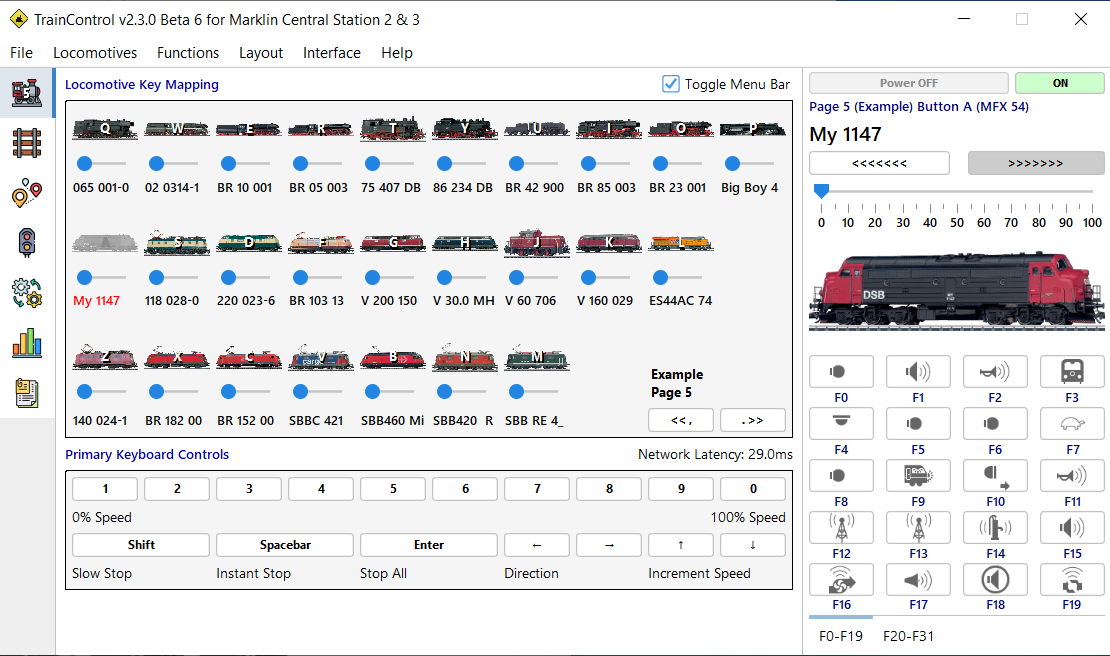 TrainControl v2.3.0 Beta 6 for Marklin Central Station 2 & 3
File Locomotives Functions Layout Interface Help
Locomotive Key Mapping
Toggle Menu Bar
Q W E R T Y U I O P
065 001-0 02 0314-1 BR 10 001 BR 05 003 75 407 DB 86 234 DB BR 42 900 BR 85 003 BR 23 001 Big Boy 4
A S D F G H J K L
My 1147 118 028-0 220 023-6 BR 103 13 V 200 150 V 30.0 MH V 60 706 V 160 029 ES44AC 74
Z X C V B N M
140 024-1 BR 182 00 BR 152 00 SBBC 421 SBB460 Mi SBB420 R SBB RE 4_
Example
Page 5
<<, .>>
Primary Keyboard Controls
Network Latency: 29.0ms
1 2 3 4 5 6 7 8 9 0
0% Speed 100% Speed
Shift Spacebar Enter ← → ↑ ↓
Slow Stop Instant Stop Stop All Direction Increment Speed
Power OFF ON
Page 5 (Example) Button A (MFX 54)
My 1147
<<<<<<< >>>>>>>
0 10 20 30 40 50 60 70 80 90 100
DSB
F0 F1 F2 F3
F4 F5 F6 F7
F8 F9 F10 F11
F12 F13 F14 F15
F16 F17 F18 F19
F0-F19 F20-F31